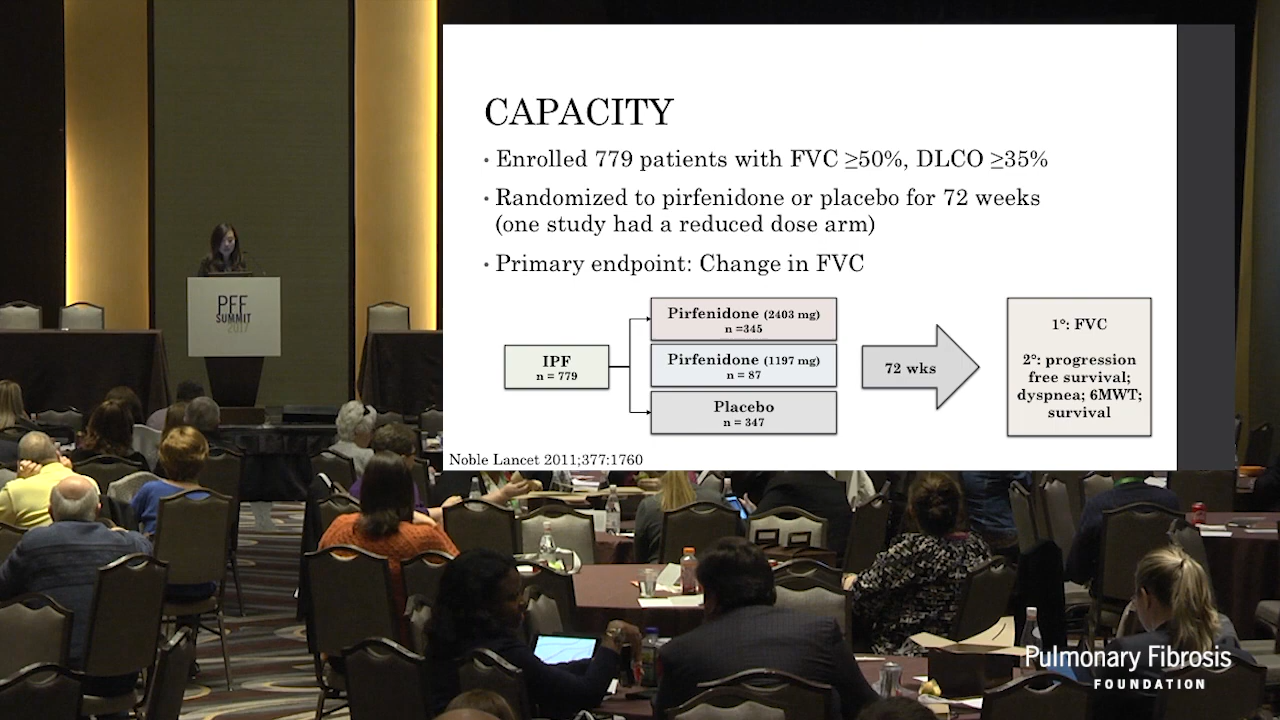 CAPACITY
• Enrolled 779 patients with FVC ≥50%, DLCO ≥35%
• Randomized to pirfenidone or placebo for 72 weeks
(one study had a reduced dose arm)
• Primary endpoint: Change in FVC
IPF
n = 779
Pirfenidone (2403 mg)
n =345
Pirfenidone (1197 mg)
n = 87
Placebo
n = 347
72 wks
1°: FVC
2°: progression
free survival;
dyspnea; 6MWT;
survival
Noble Lancet 2011;377:1760
PFF
SUMMIT
2017
Pulmonary Fibrosis
FOUNDATION